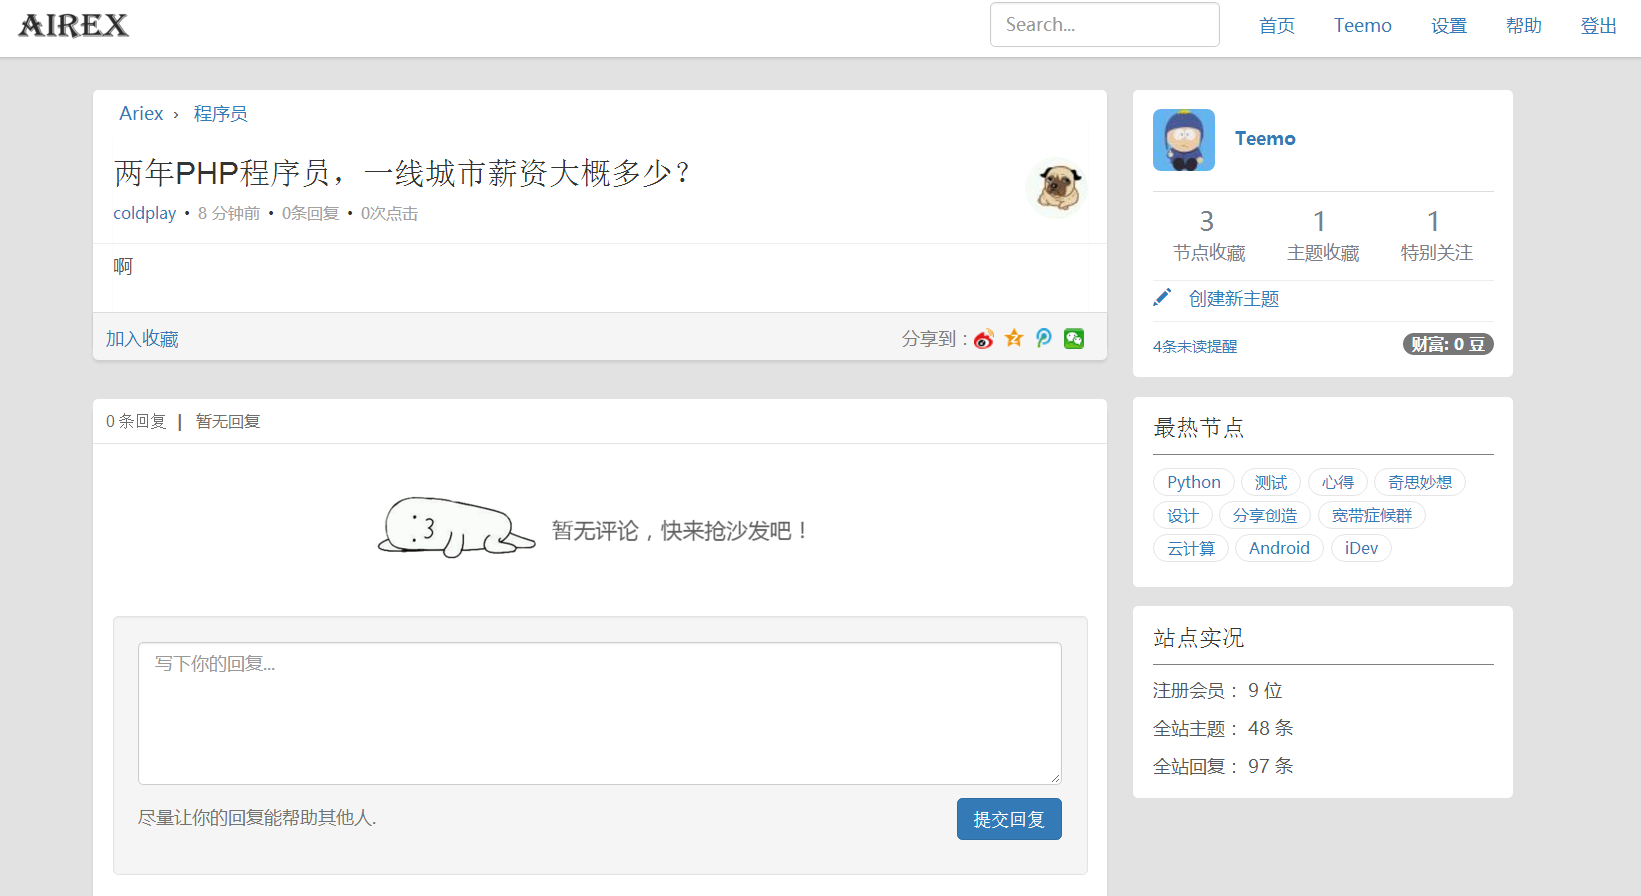 AIREX
Search... 首页 Teemo 设置 帮助 登出
Ariex › 程序员
两年PHP程序员，一线城市薪资大概多少?
coldplay • 8 分钟前 • 0条回复 • 0次点击
啊
加入收藏 分享到：
0 条回复 | 暂无回复
3
暂无评论，快来抢沙发吧！
写下你的回复...
尽量让你的回复能帮助其他人.
提交回复
Teemo
3 1 1
节点收藏 主题收藏 特别关注
创建新主题
4条未读提醒 财富: 0 豆
最热节点
Python 测试 心得 奇思妙想
设计 分享创造 宽带症候群
云计算 Android iDev
站点实况
注册会员： 9 位
全站主题： 48 条
全站回复： 97 条